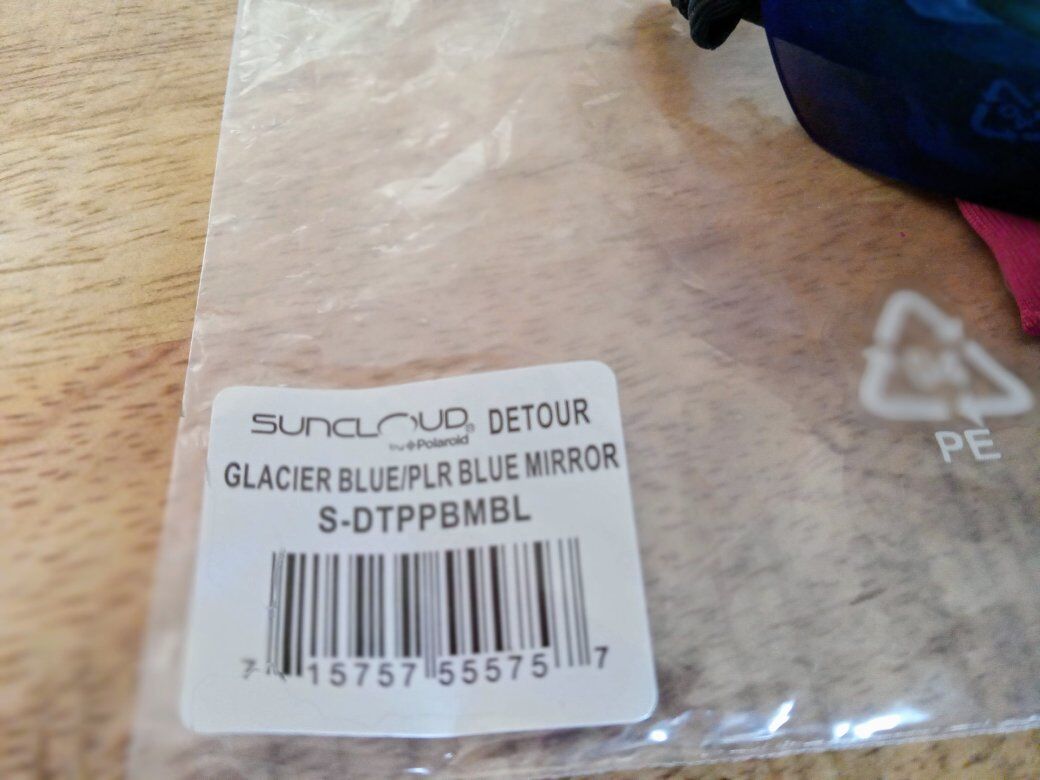 SUNCLOUD® DETOUR
by Polaroid
GLACIER BLUE/PLR BLUE MIRROR
S-DTPPBMBL
7 15757 55575 7
PE